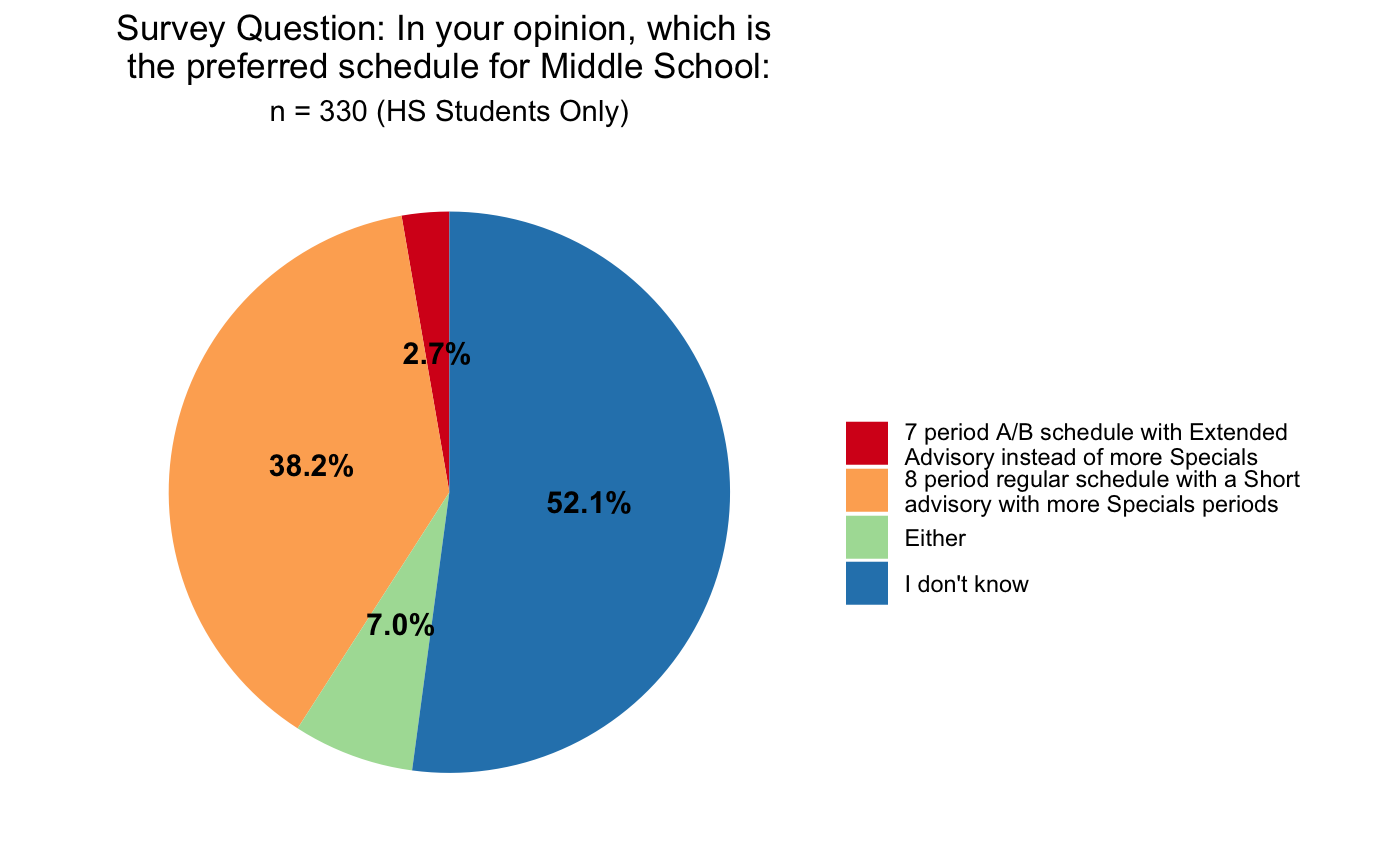 Survey Question: In your opinion, which is
the preferred schedule for Middle School:
n = 330 (HS Students Only)
2.7%
38.2%
52.1%
7.0%
7 period A/B schedule with Extended
Advisory instead of more Specials
8 period regular schedule with a Short
advisory with more Specials periods
Either
I don't know